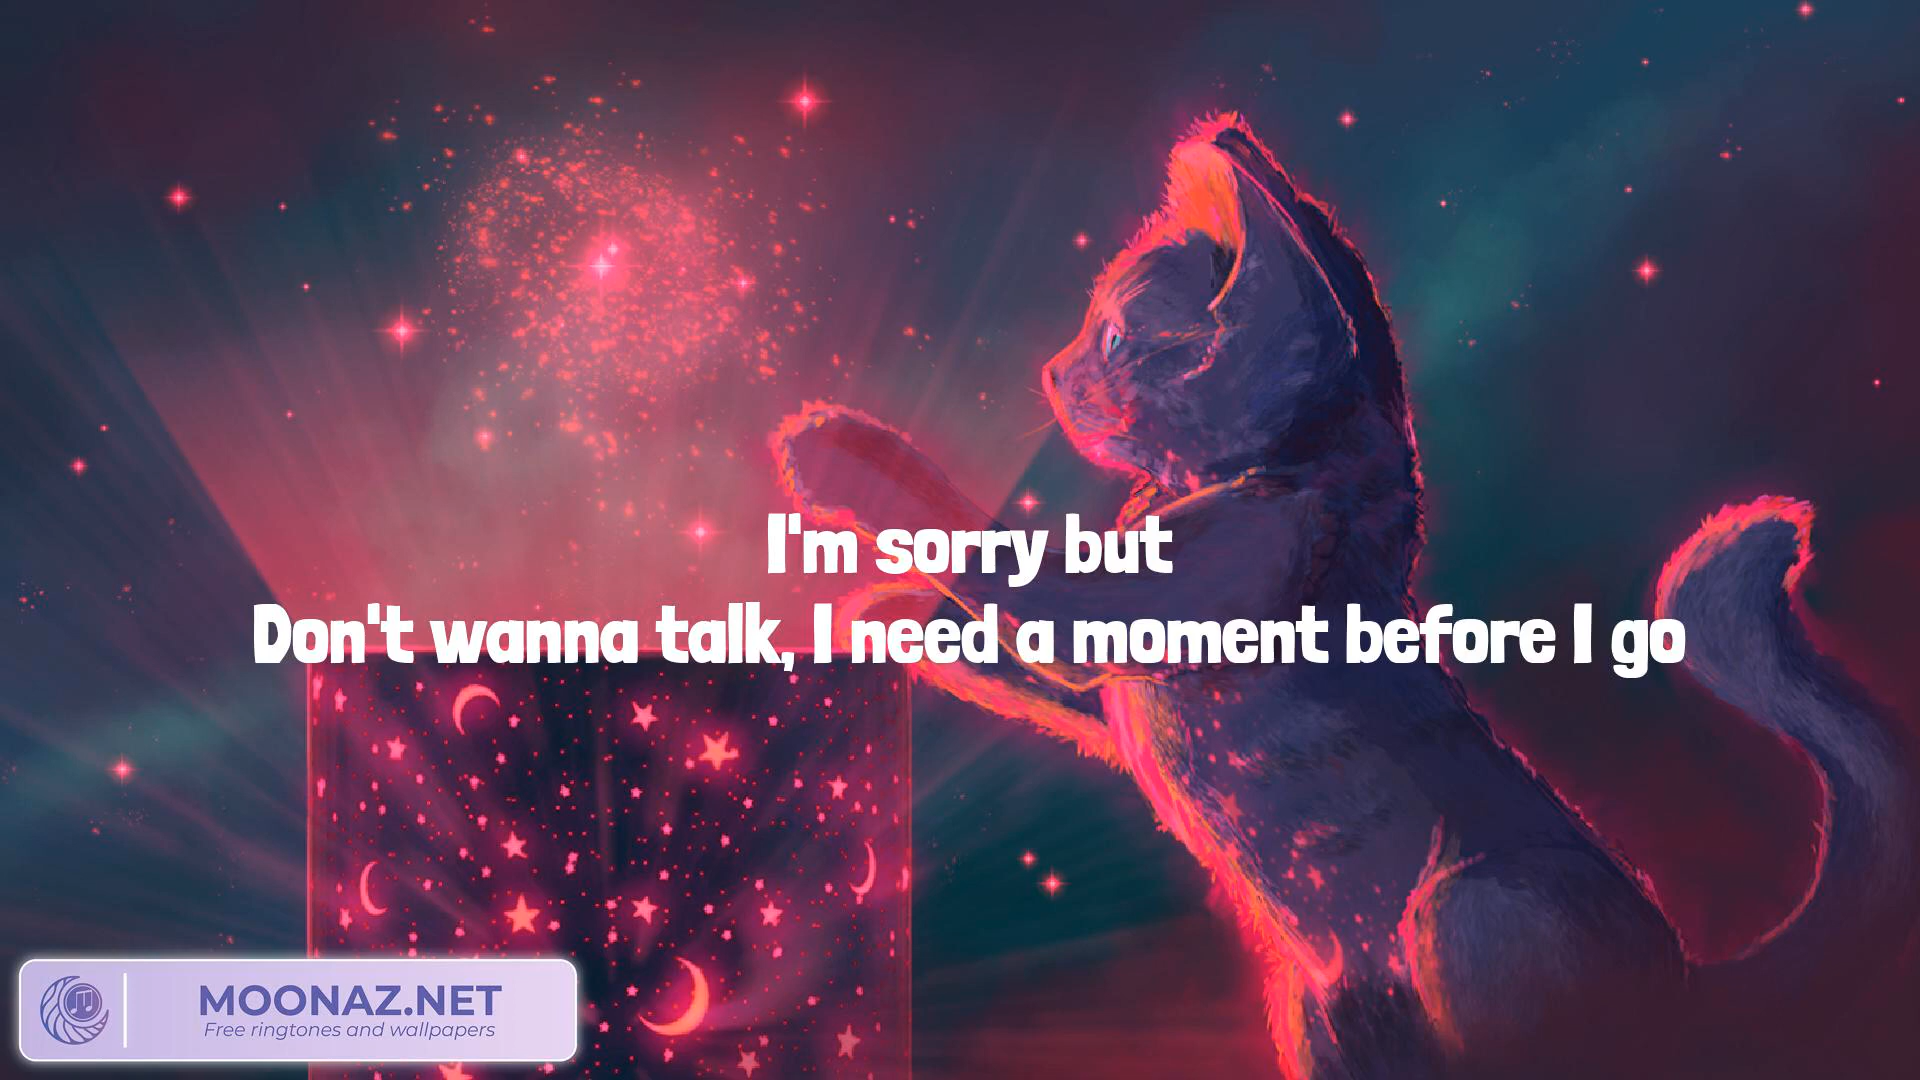 I'm sorry but
Don't wanna talk, I need a moment before I go
MOONAZ.NET
Free ringtones and wallpapers